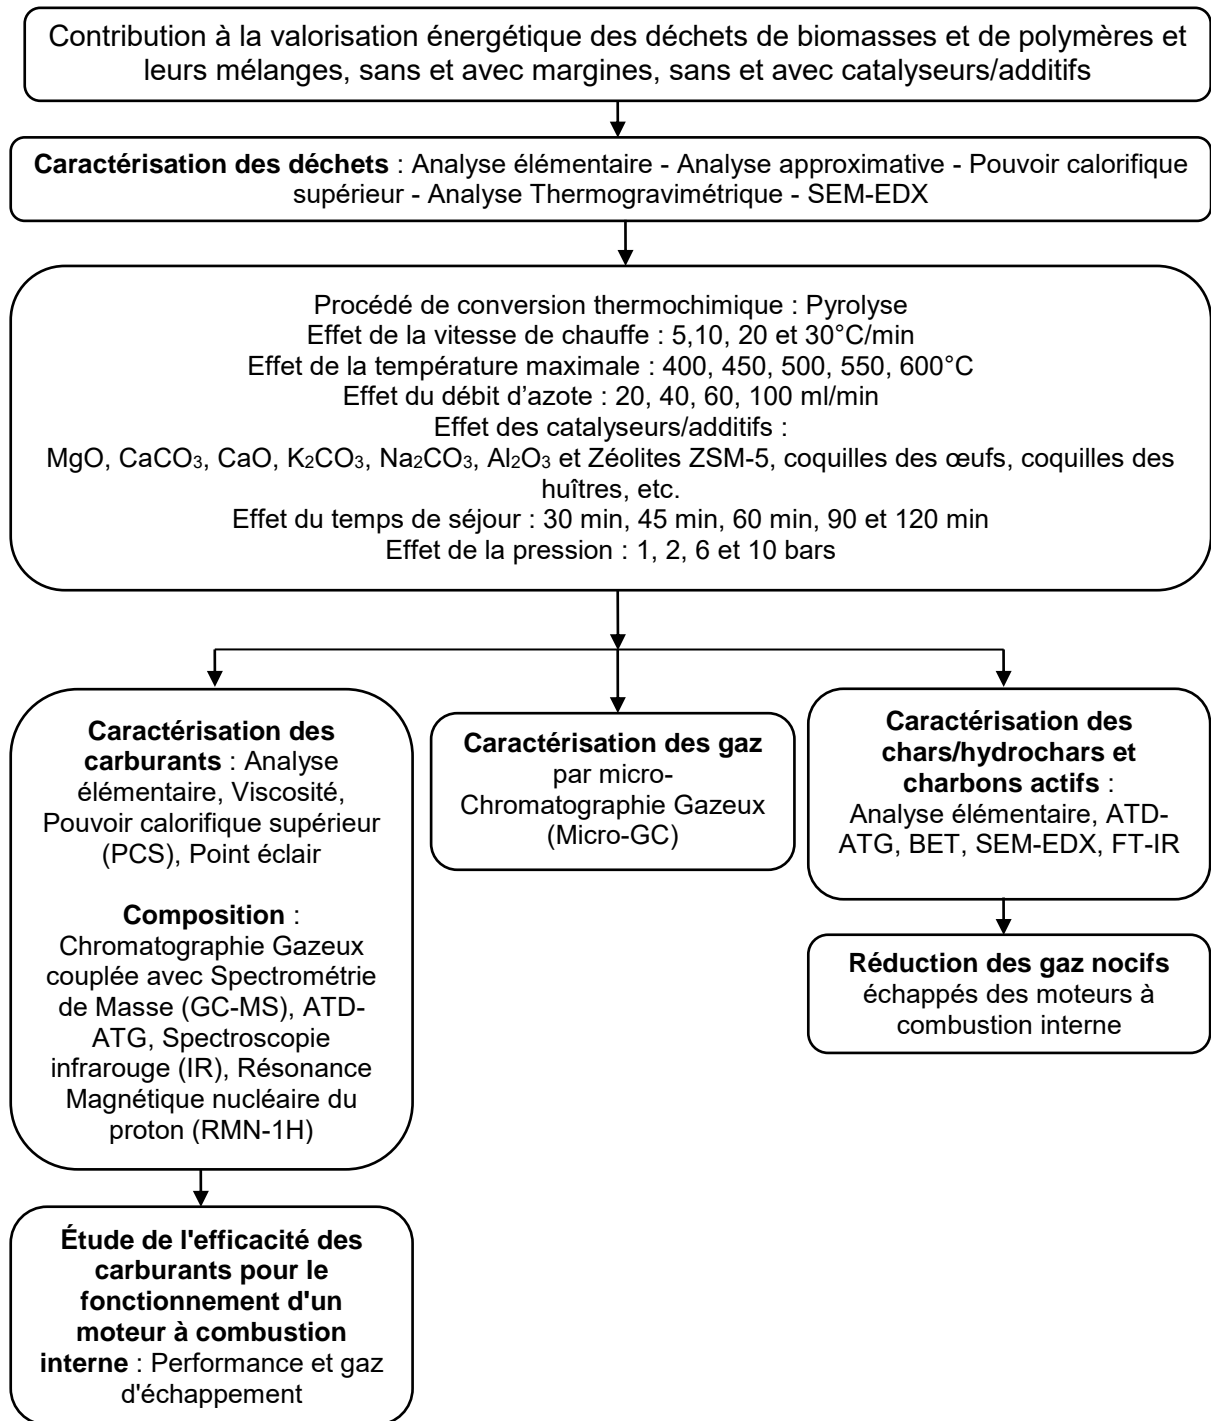 Contribution à la valorisation énergétique des déchets de biomasses et de polymères et
leurs mélanges, sans et avec margines, sans et avec catalyseurs/additifs
Caractérisation des déchets : Analyse élémentaire - Analyse approximative - Pouvoir calorifique
supérieur - Analyse Thermogravimétrique - SEM-EDX
Procédé de conversion thermochimique : Pyrolyse
Effet de la vitesse de chauffe : 5,10, 20 et 30°C/min
Effet de la température maximale : 400, 450, 500, 550, 600°C
Effet du débit d’azote : 20, 40, 60, 100 ml/min
Effet des catalyseurs/additifs :
MgO, CaCO₃, CaO, K₂CO₃, Na₂CO₃, Al₂O₃ et Zéolites ZSM-5, coquilles des œufs, coquilles des
huîtres, etc.
Effet du temps de séjour : 30 min, 45 min, 60 min, 90 et 120 min
Effet de la pression : 1, 2, 6 et 10 bars
Caractérisation des
carburants : Analyse
élémentaire, Viscosité,
Pouvoir calorifique supérieur
(PCS), Point éclair
Composition :
Chromatographie Gazeux
couplée avec Spectrométrie
de Masse (GC-MS), ATD-
ATG, Spectroscopie
infrarouge (IR), Résonance
Magnétique nucléaire du
proton (RMN-1H)
Caractérisation des gaz
par micro-
Chromatographie Gazeux
(Micro-GC)
Caractérisation des
chars/hydrochars et
charbons actifs :
Analyse élémentaire, ATD-
ATG, BET, SEM-EDX, FT-IR
Réduction des gaz nocifs
échappés des moteurs à
combustion interne
Étude de l'efficacité des
carburants pour le
fonctionnement d'un
moteur à combustion
interne : Performance et gaz
d'échappement